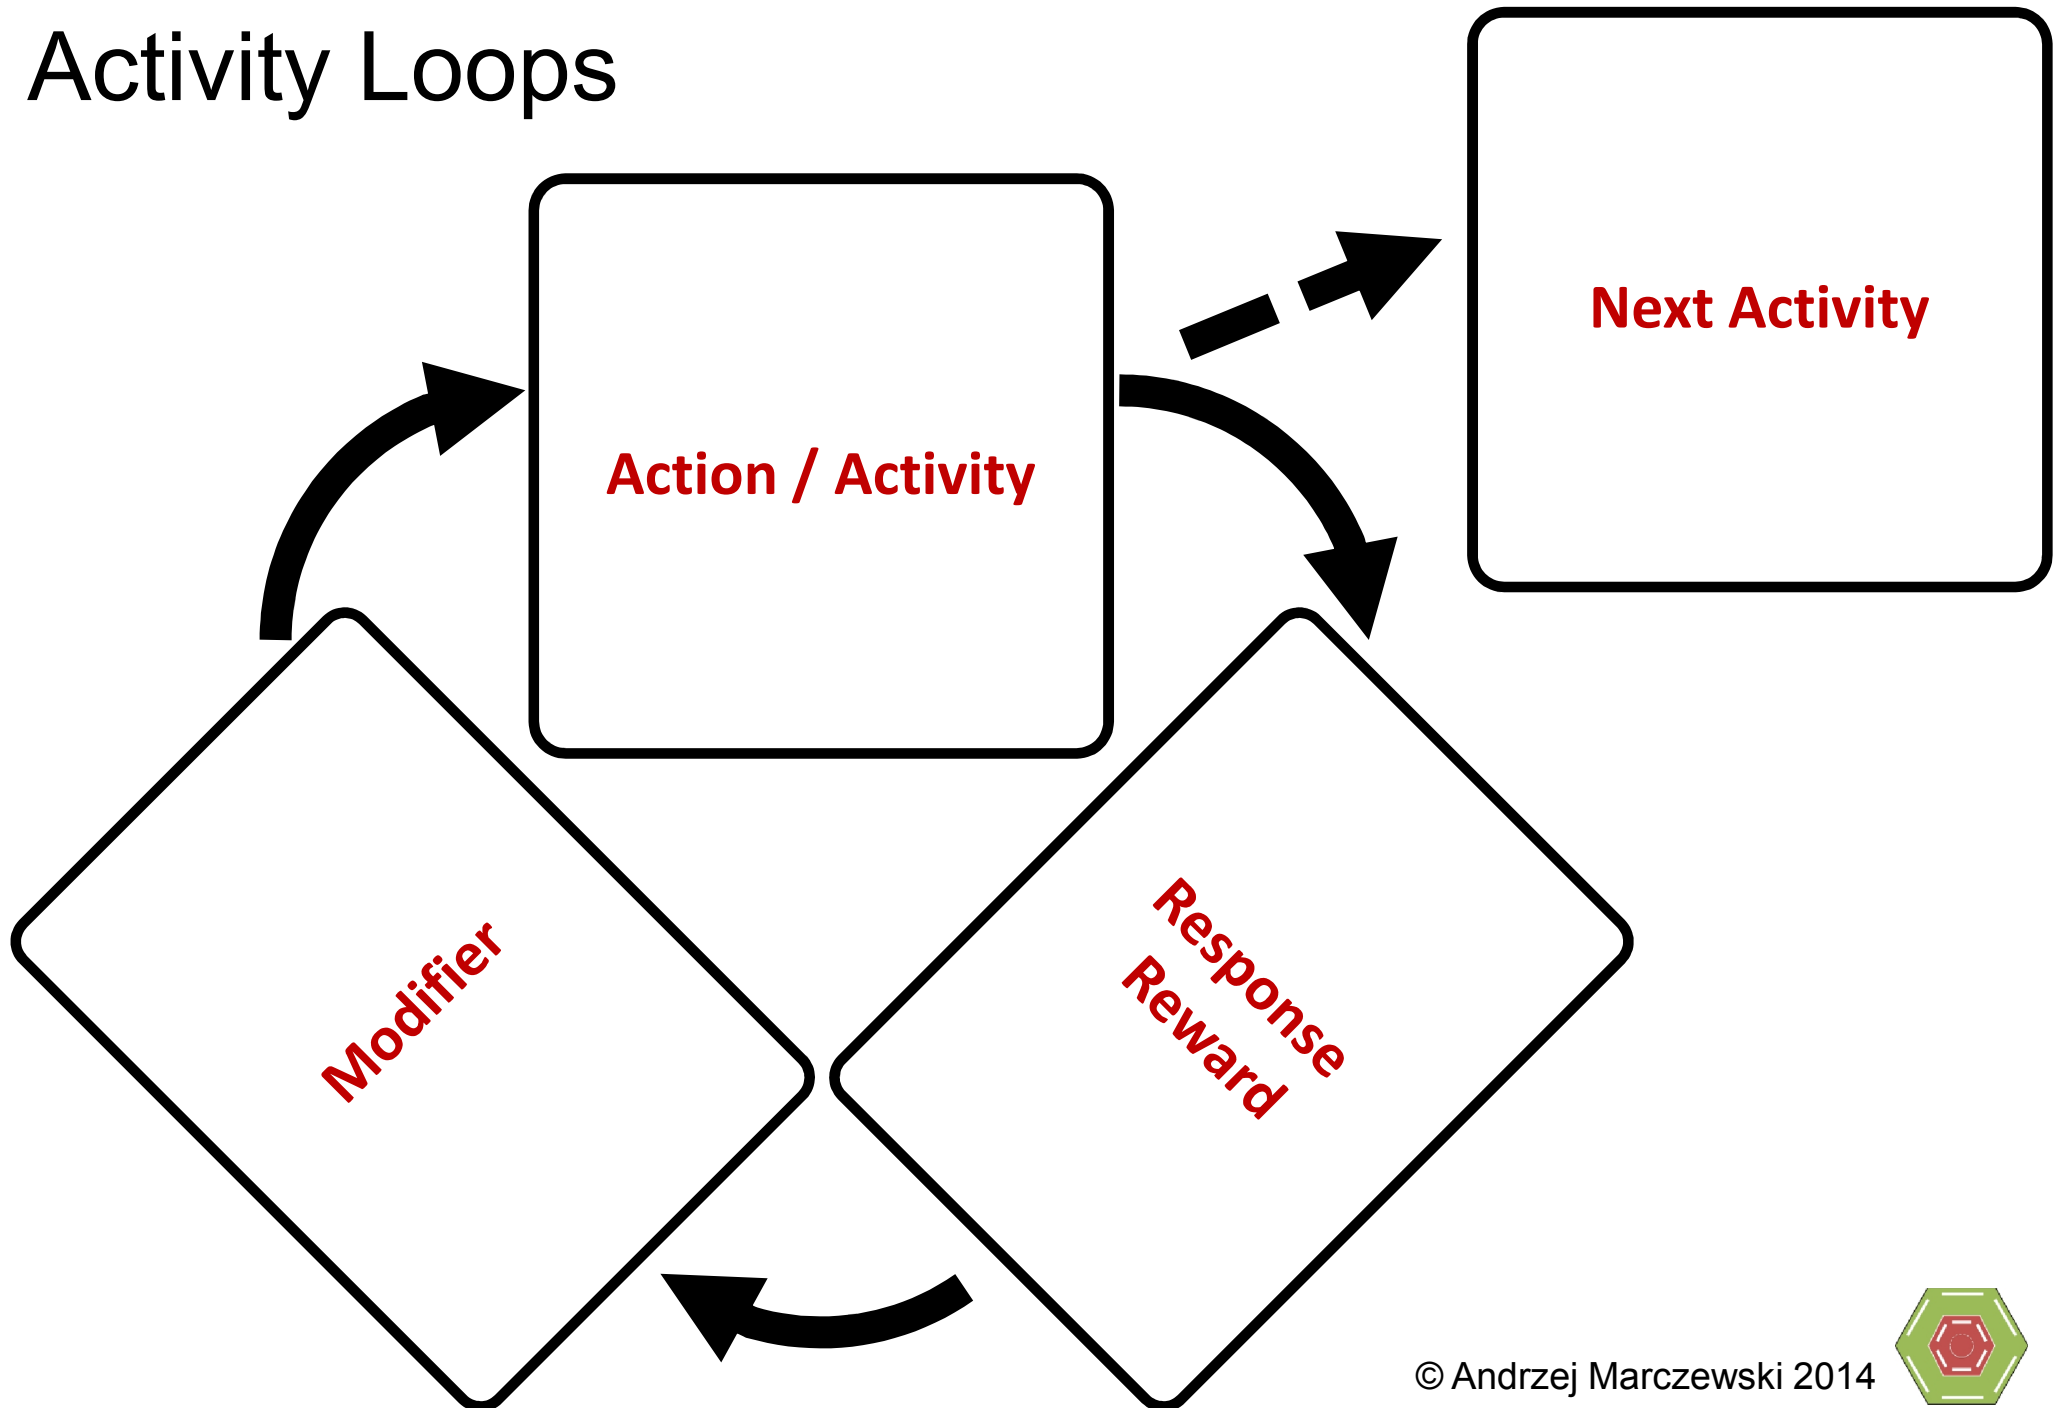 Activity Loops
Next Activity
Action / Activity
Modifier
Response
Reward
© Andrzej Marczewski 2014